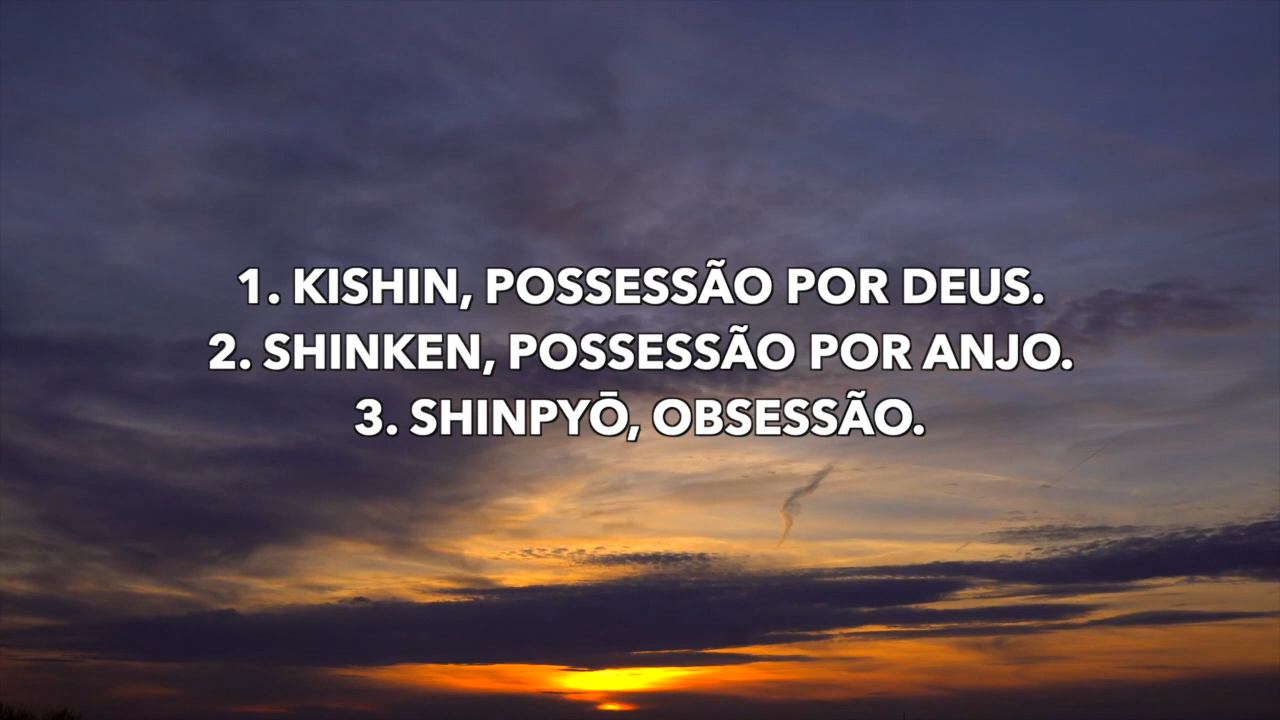 1. KISHIN, POSSESSÃO POR DEUS.
2. SHINKEN, POSSESSÃO POR ANJO.
3. SHINPYŌ, OBSESSÃO.